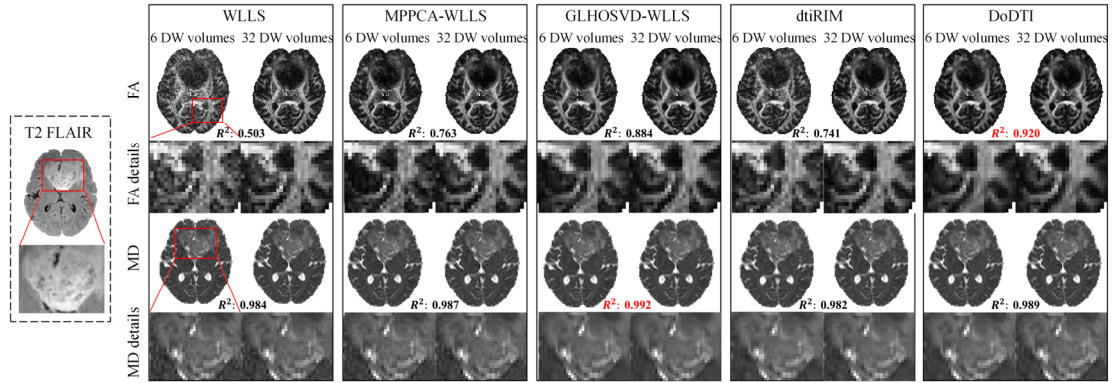 WLLS
MPPCA-WLLS
GLHOSVD-WLLS
dtiRIM
DoDTI
6 DW volumes 32 DW volumes
6 DW volumes 32 DW volumes
6 DW volumes 32 DW volumes
6 DW volumes 32 DW volumes
6 DW volumes 32 DW volumes
T2 FLAIR
FA
R²: 0.503
R²: 0.763
R²: 0.884
R²: 0.741
R²: 0.920
FA details
MD
R²: 0.984
R²: 0.987
R²: 0.992
R²: 0.982
R²: 0.989
MD details